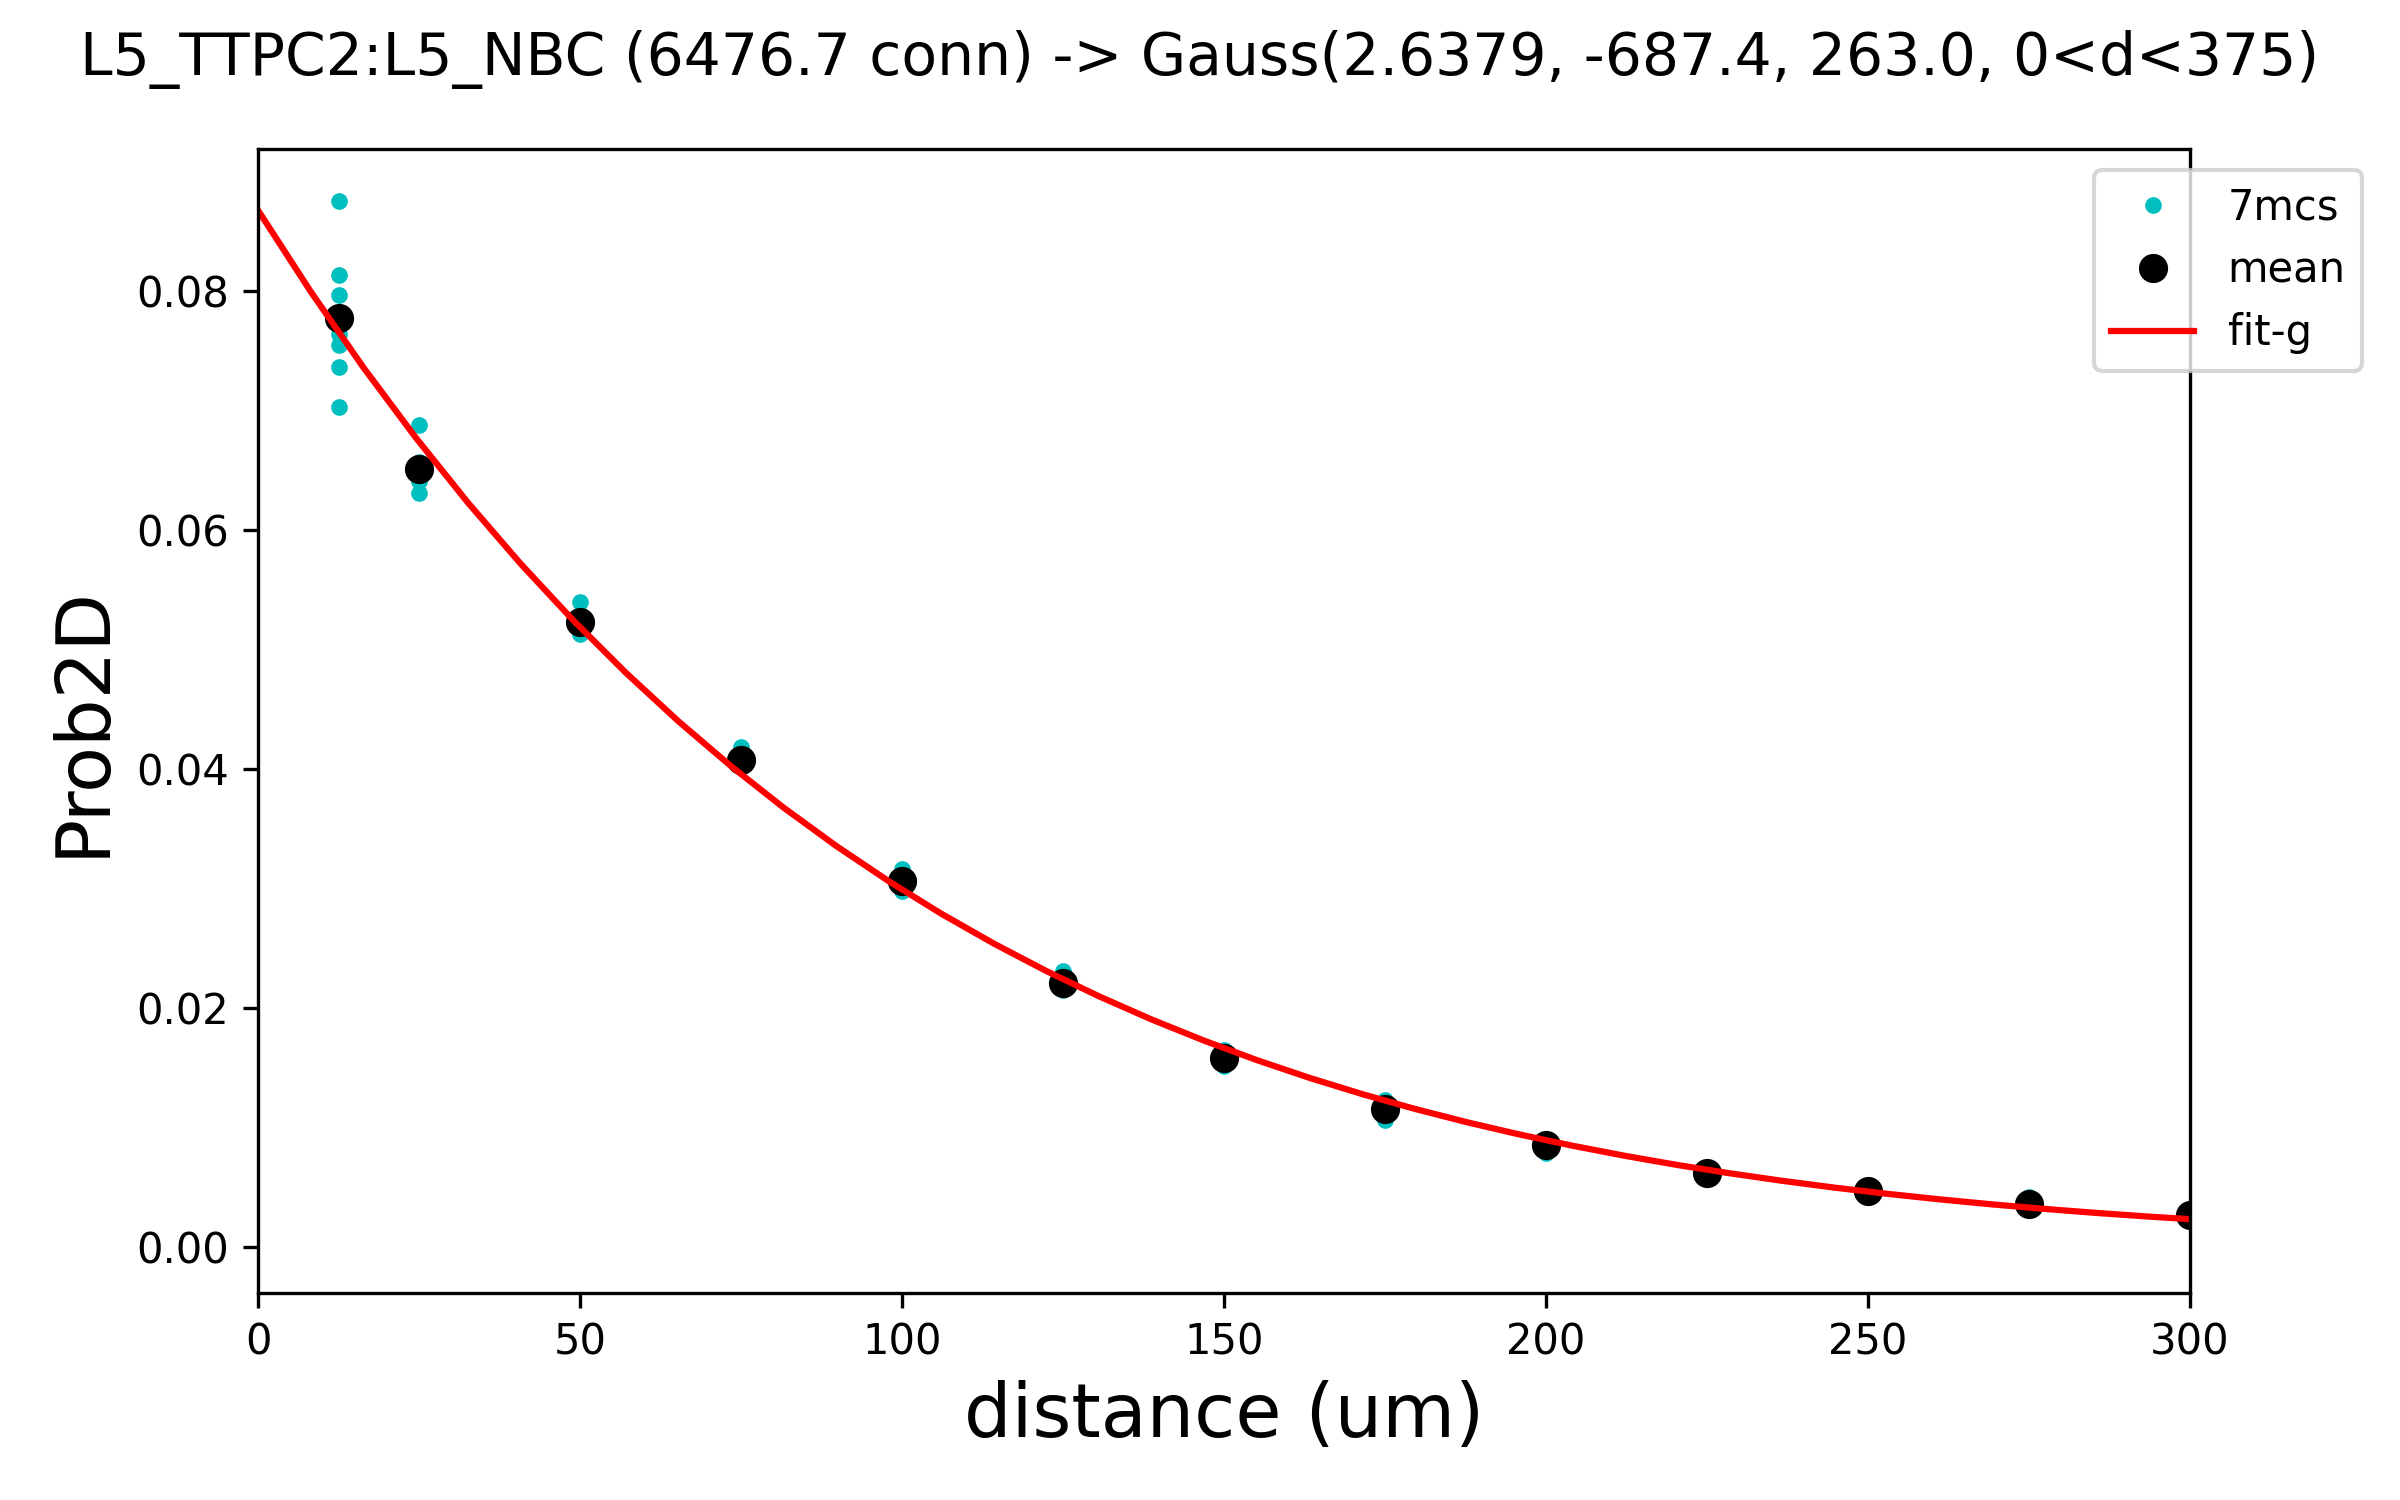 L5_TTPC2:L5_NBC (6476.7 conn) -> Gauss(2.6379, -687.4, 263.0, 0<d<375)
7mcs
mean
fit-g
Prob2D
0.08
0.06
0.04
0.02
0.00
0 50 100 150 200 250 300
distance (um)